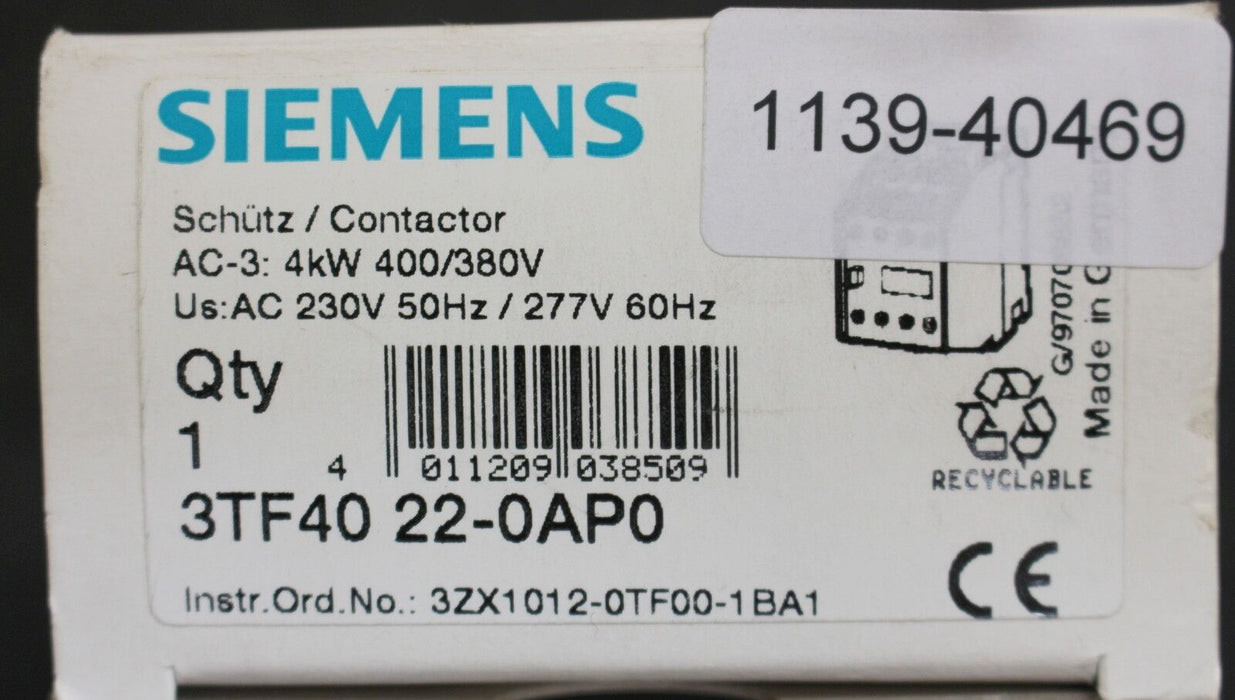 SIEMENS
1139-40469
Schütz / Contactor
AC-3: 4kW 400/380V
Us:AC 230V 50Hz / 277V 60Hz
Qty
1
4 011209 038509
3TF40 22-0AP0
Instr.Ord.No.: 3ZX1012-0TF00-1BA1
Made in
RECYCLABLE
CE